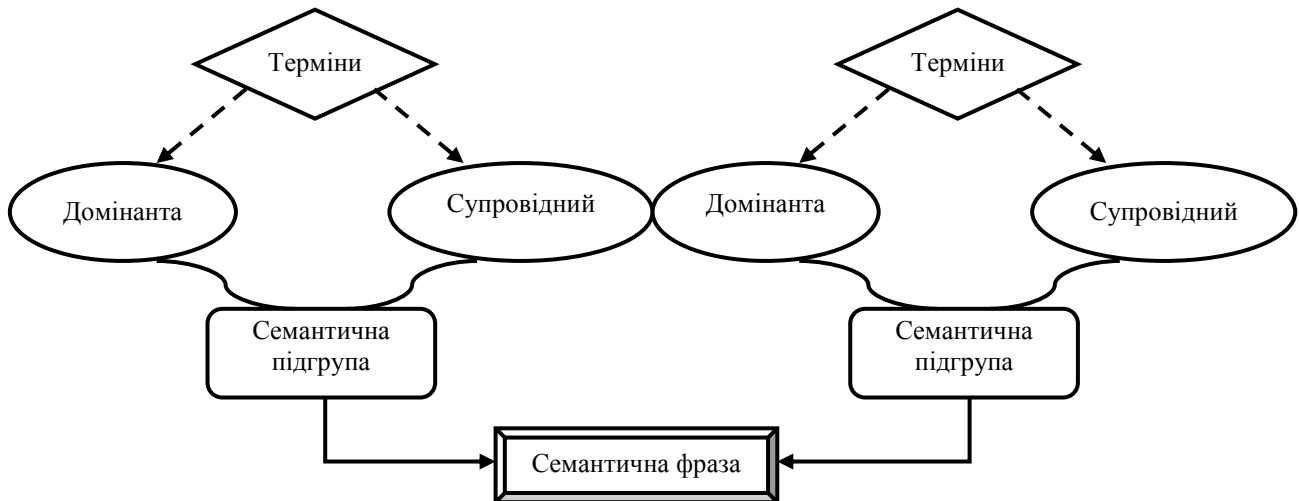 Терміни
Терміни
Домінанта
Супровідний
Домінанта
Супровідний
Семантична
підгрупа
Семантична
підгрупа
Семантична фраза